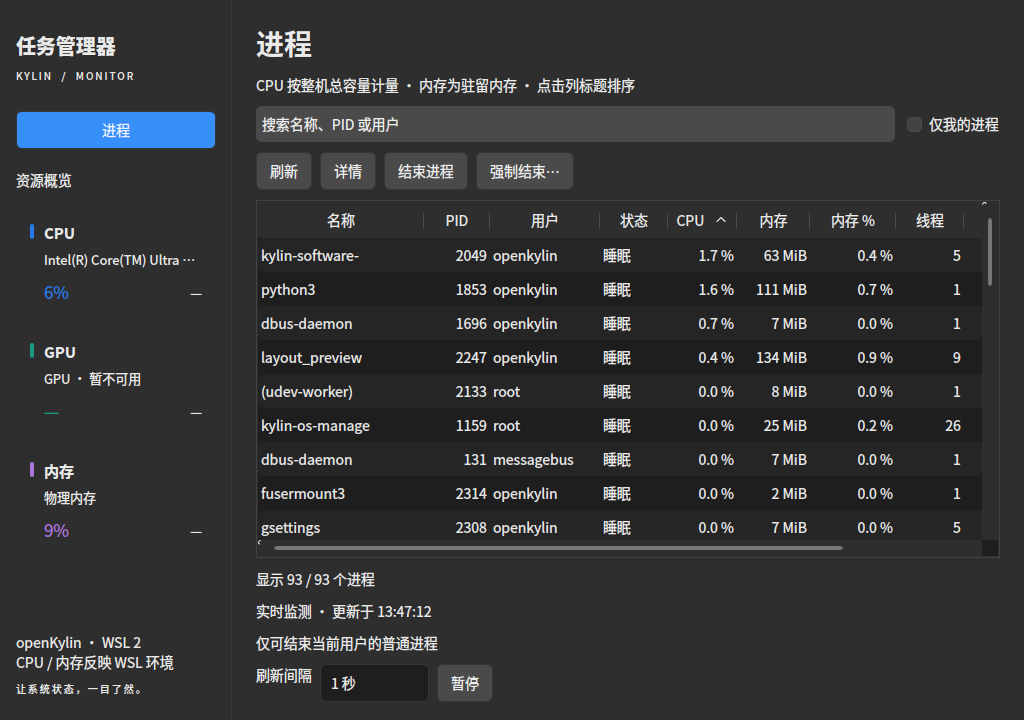 任务管理器
KYLIN / MONITOR
进程
资源概览
CPU
Intel(R) Core(TM) Ultra ···
6% —
GPU
GPU · 暂不可用
— —
内存
物理内存
9% —
openKylin · WSL 2
CPU / 内存反映 WSL 环境
让系统状态，一目了然。
进程
CPU 按整机总容量计量 · 内存为驻留内存 · 点击列标题排序
搜索名称、PID 或用户 仅我的进程
刷新 详情 结束进程 强制结束···
名称 PID 用户 状态 CPU 内存 内存 % 线程
kylin-software- 2049 openkylin 睡眠 1.7 % 63 MiB 0.4 % 5
python3 1853 openkylin 睡眠 1.6 % 111 MiB 0.7 % 1
dbus-daemon 1696 openkylin 睡眠 0.7 % 7 MiB 0.0 % 1
layout_preview 2247 openkylin 睡眠 0.4 % 134 MiB 0.9 % 9
(udev-worker) 2133 root 睡眠 0.0 % 8 MiB 0.0 % 1
kylin-os-manage 1159 root 睡眠 0.0 % 25 MiB 0.2 % 26
dbus-daemon 131 messagebus 睡眠 0.0 % 7 MiB 0.0 % 1
fusermount3 2314 openkylin 睡眠 0.0 % 2 MiB 0.0 % 1
gsettings 2308 openkylin 睡眠 0.0 % 7 MiB 0.0 % 5
显示 93 / 93 个进程
实时监测 · 更新于 13:47:12
仅可结束当前用户的普通进程
刷新间隔 1 秒 暂停